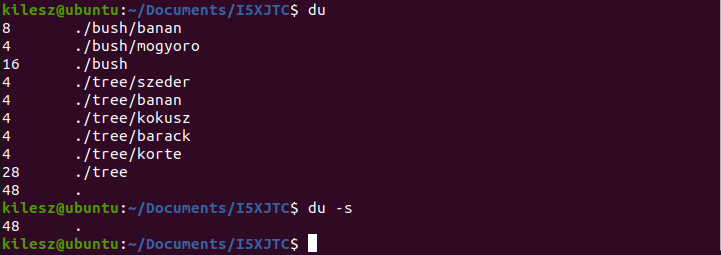 kilesz@ubuntu:~/Documents/I5XJTC$ du
8 ./bush/banan
4 ./bush/mogyoro
16 ./bush
4 ./tree/szeder
4 ./tree/banan
4 ./tree/kokusz
4 ./tree/barack
4 ./tree/korte
28 ./tree
48 .
kilesz@ubuntu:~/Documents/I5XJTC$ du -s
48 .
kilesz@ubuntu:~/Documents/I5XJTC$